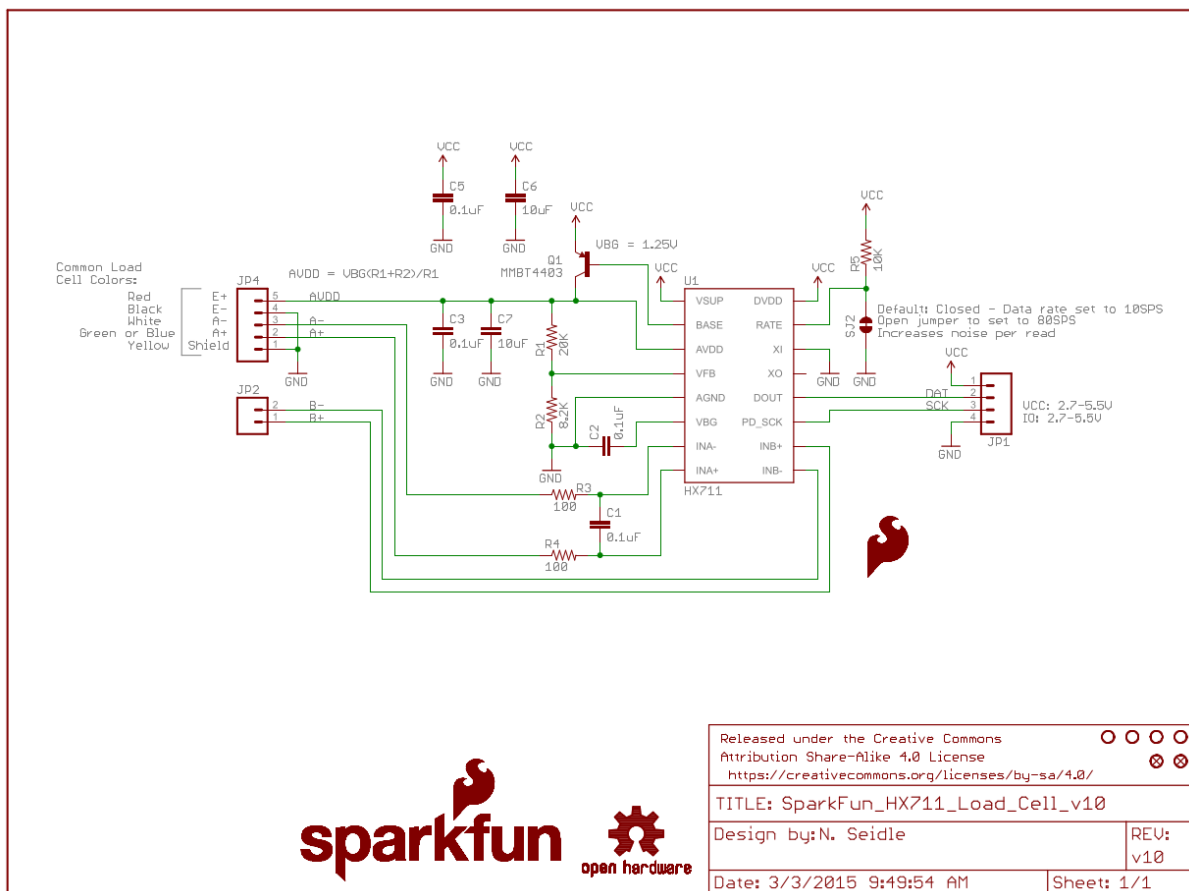 VCC
VCC
C5
0.1uF
C6
10uF
GND
GND
VCC
VBG = 1.25V
Q1
MMBT4403
VCC
R5
10K
Common Load
Cell Colors:
Red
Black
White
Green or Blue
Yellow
E+
E-
A-
A+
Shield
JP4
5
4
3
2
1
AVDD = VBG(R1+R2)/R1
AVDD
A-
A+
GND
C3
0.1uF
C7
10uF
GND
GND
R1
20K
R2
8.2K
C2
0.1uF
GND
VCC
U1
VSUP
BASE
AVDD
VFB
AGND
VBG
INA-
INA+
DVDD
RATE
XI
XO
DOUT
PD_SCK
INB+
INB-
HX711
VCC
GND
SJ2
Default: Closed - Data rate set to 10SPS
Open jumper to set to 80SPS
Increases noise per read
GND
VCC
DAT
SCK
1
2
3
4
GND
JP1
VCC: 2.7-5.5V
IO: 2.7-5.5V
JP2
2
1
B-
B+
R3
100
C1
0.1uF
R4
100
sparkfun
open hardware
Released under the Creative Commons
Attribution Share-Alike 4.0 License
https://creativecommons.org/licenses/by-sa/4.0/
TITLE: SparkFun_HX711_Load_Cell_v10
Design by: N. Seidle
REV:
v10
Date: 3/3/2015 9:49:54 AM
Sheet: 1/1